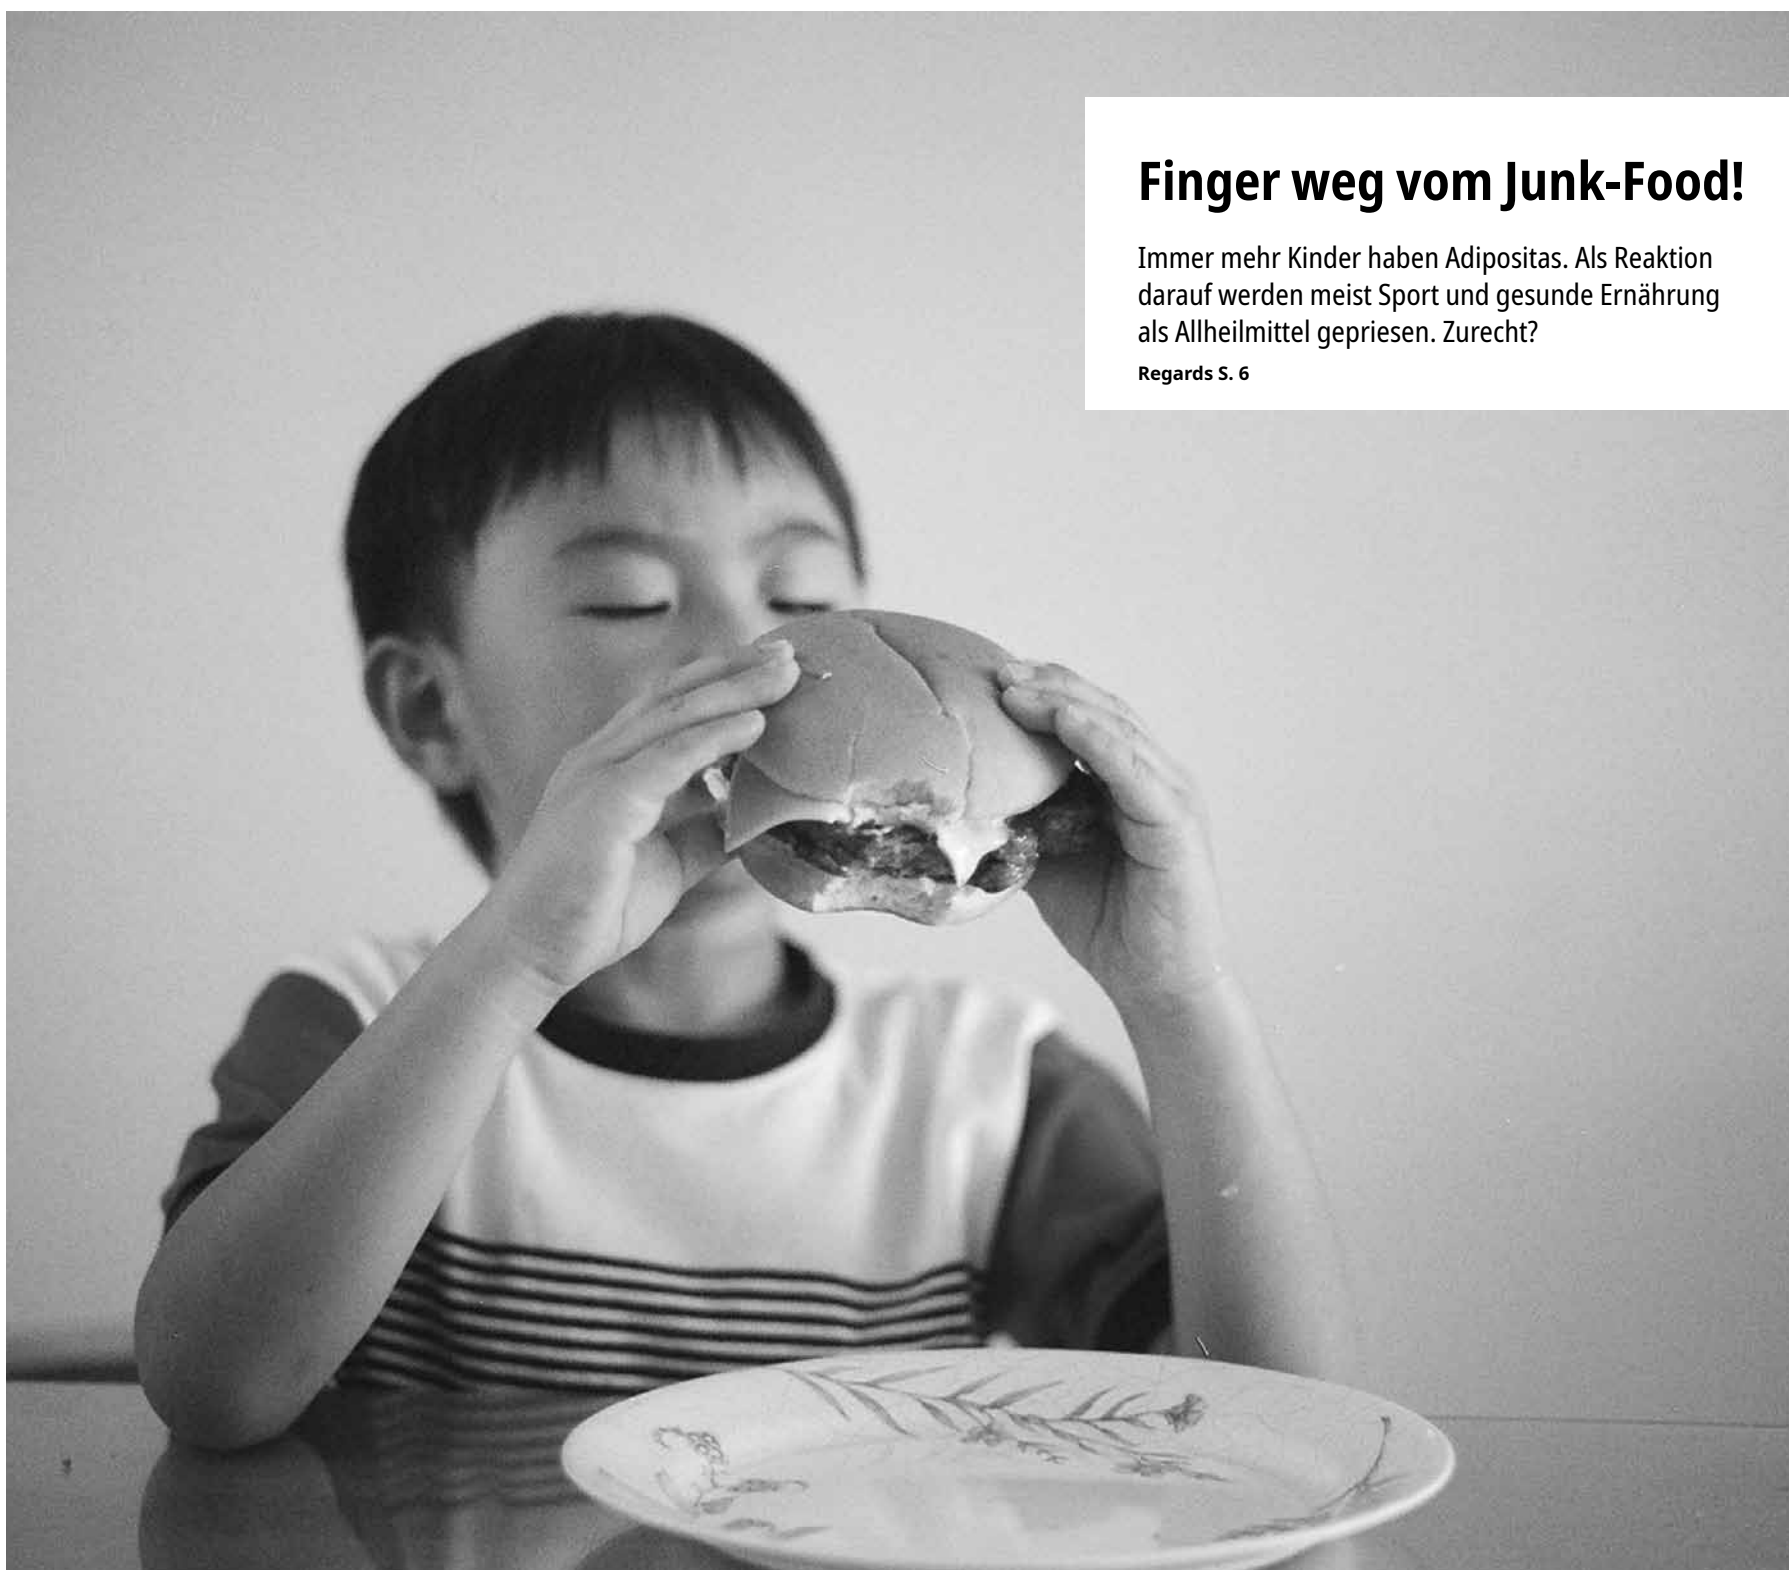 Finger weg vom Junk-Food!
Immer mehr Kinder haben Adipositas. Als Reaktion
darauf werden meist Sport und gesunde Ernährung
als Allheilmittel gepriesen. Zurecht?
Regards S. 6